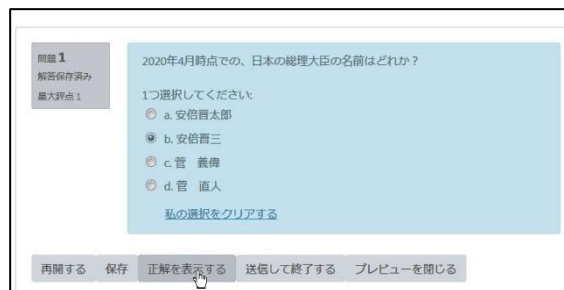 問題 1
解答保存済み
最大評点 1
2020年4月時点での、日本の総理大臣の名前はどれか？
1つ選択してください:
a. 安倍晋太郎
b. 安倍晋三
c. 菅　義偉
d. 菅　直人
私の選択をクリアする
再開する 保存 正解を表示する 送信して終了する プレビューを閉じる